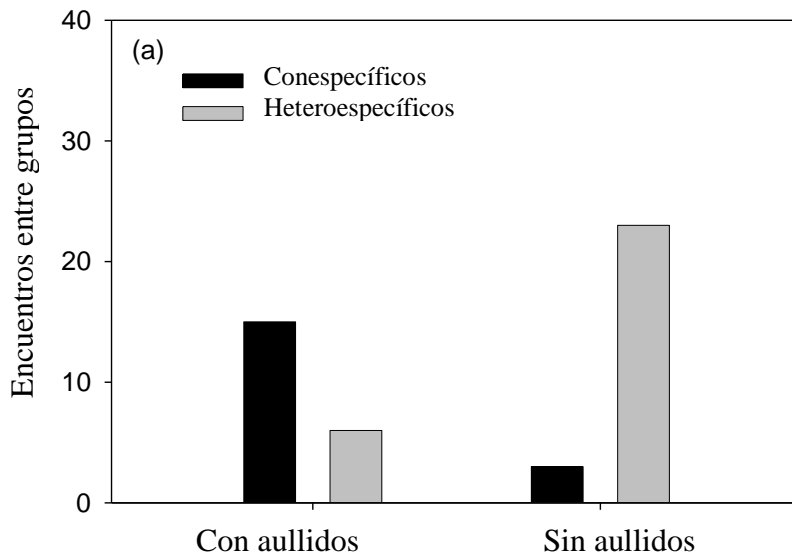 40
(a)
Conespecíficos
Heteroespecíficos
30
20
10
0
Encuentros entre grupos
Con aullidos
Sin aullidos